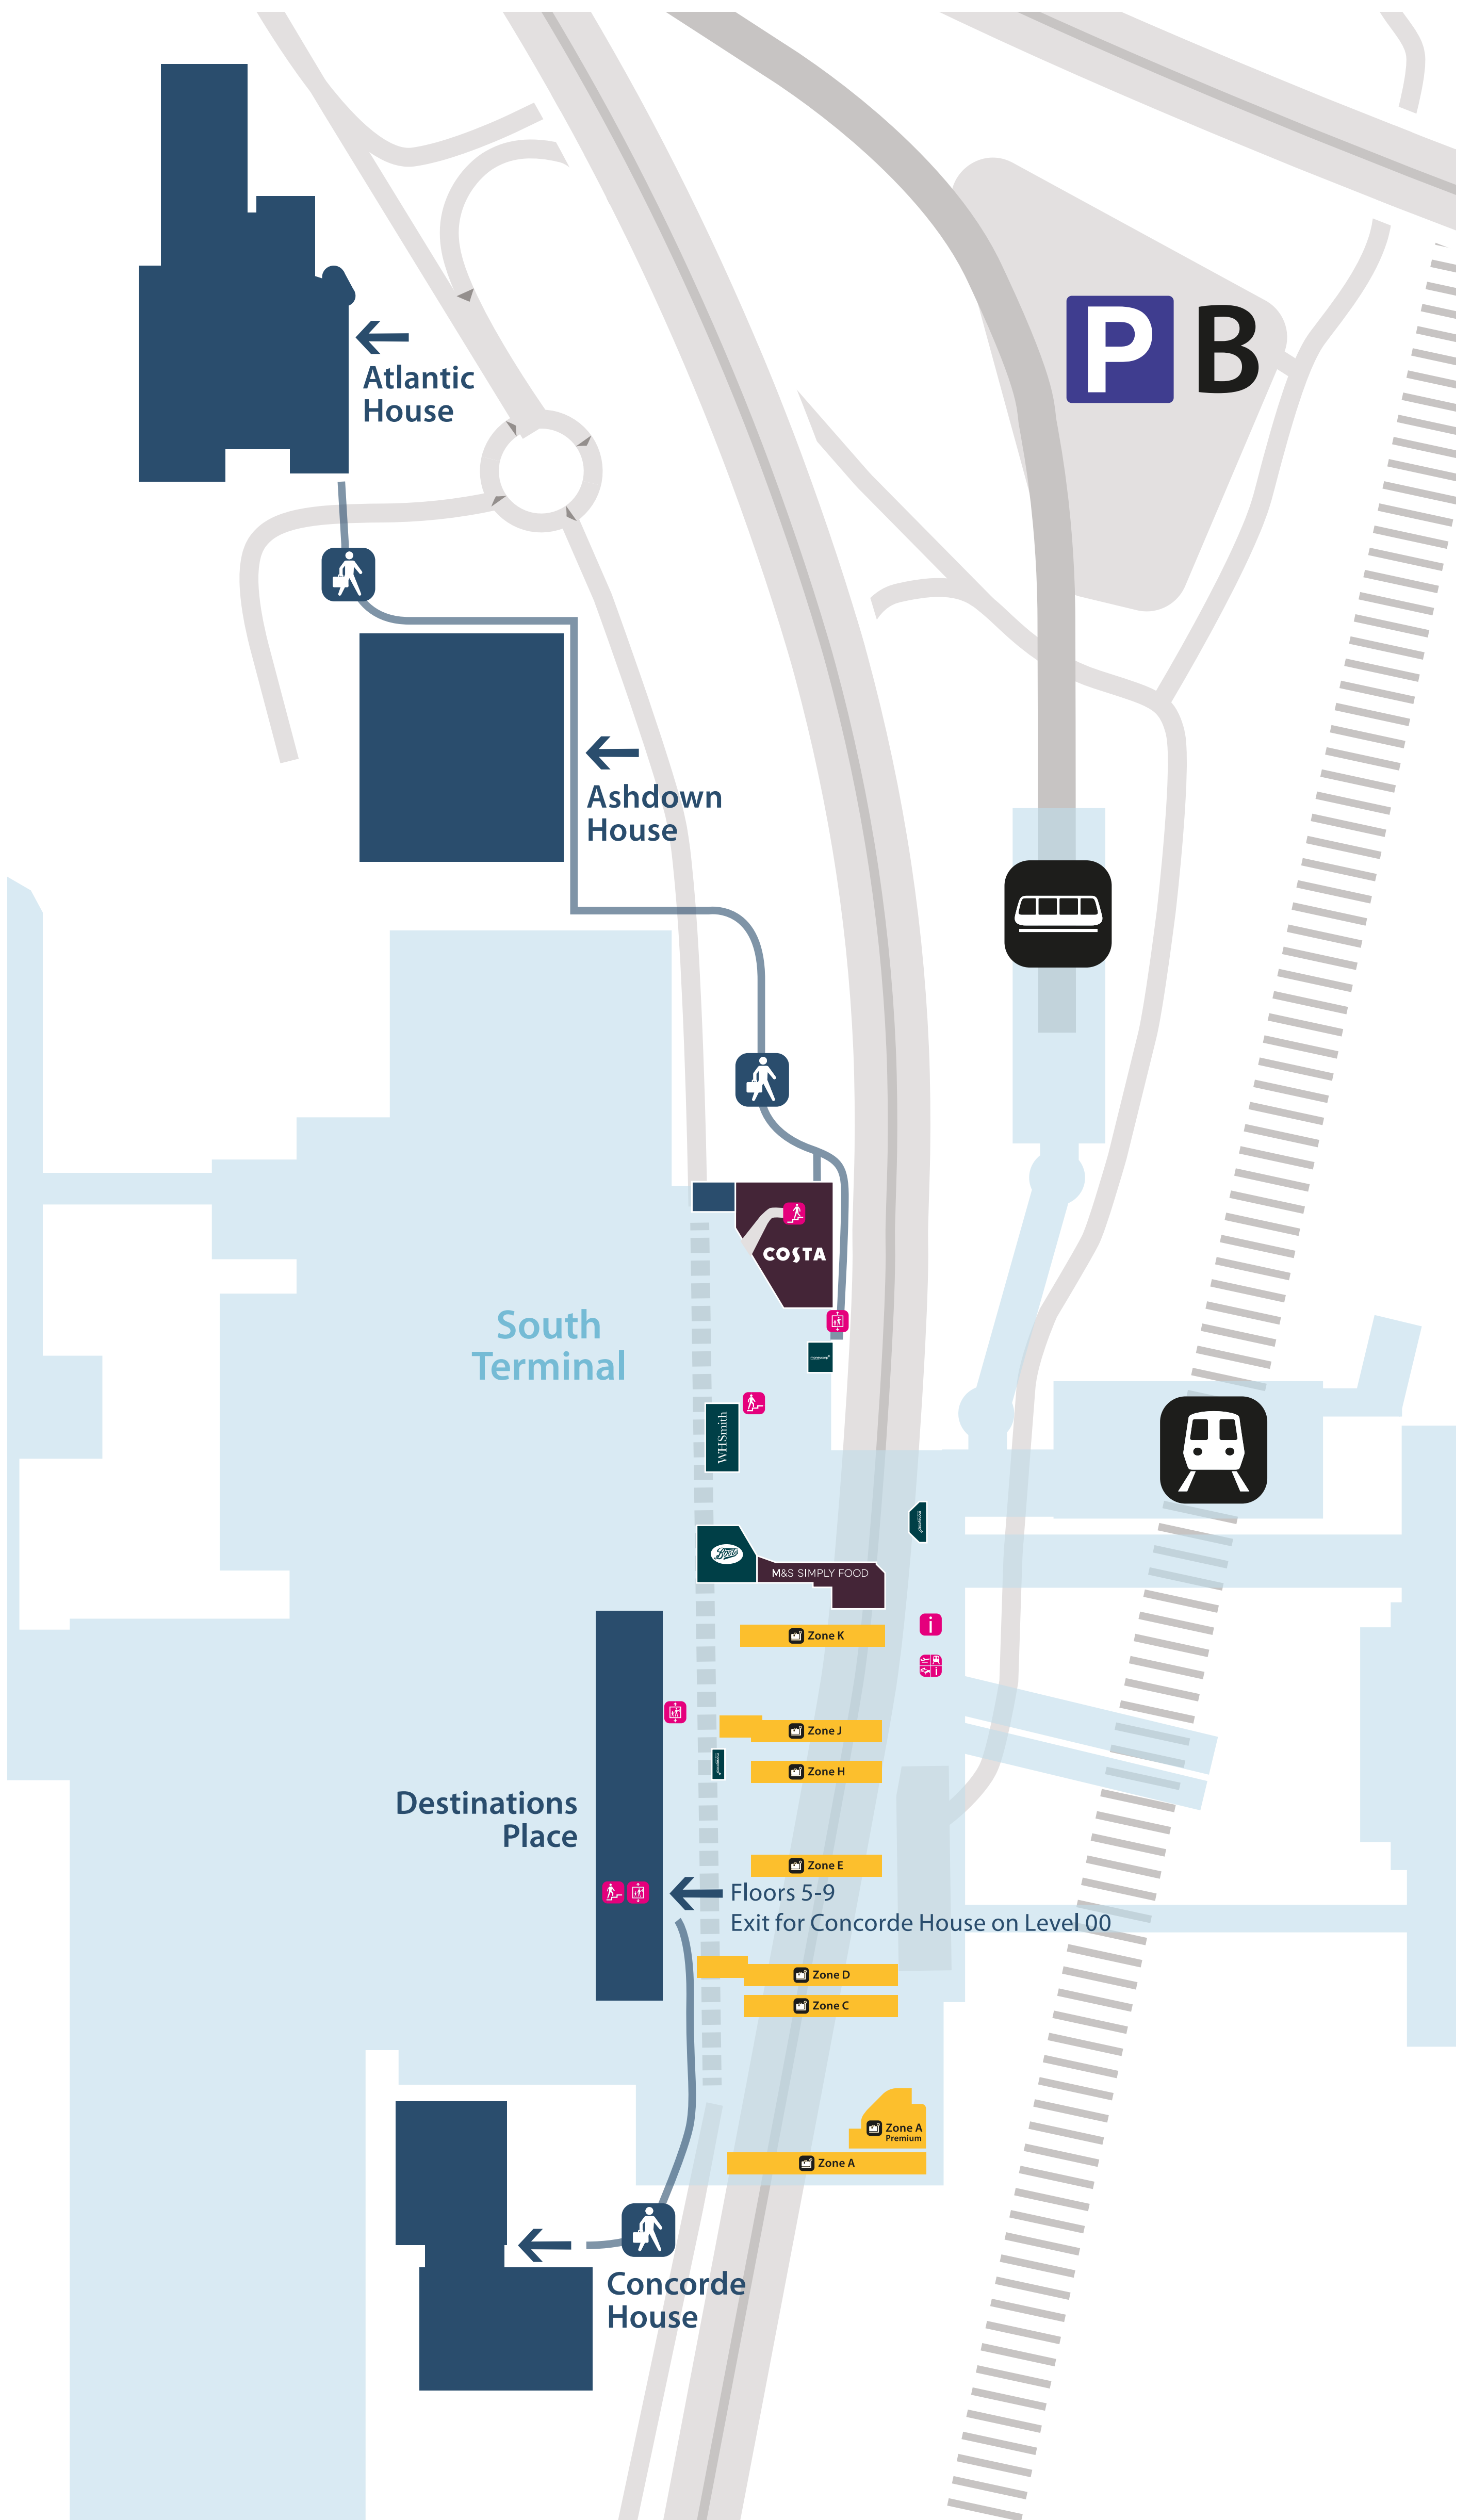 P B
Atlantic
House
Ashdown
House
COSTA
South
Terminal
WHSmith
Boots
M&S SIMPLY FOOD
i
Zone K
Zone J
Zone H
Destinations
Place
Zone E
Floors 5-9
Exit for Concorde House on Level 00
Zone D
Zone C
Zone A
Premium
Zone A
Concorde
House